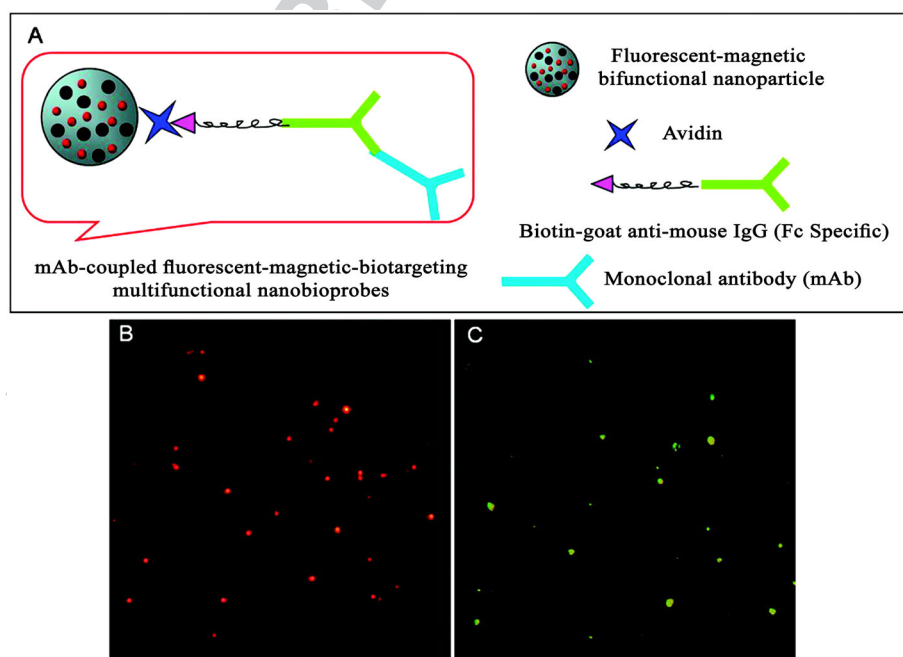 A
Fluorescent-magnetic
bifunctional nanoparticle
Avidin
Biotin-goat anti-mouse IgG (Fc Specific)
mAb-coupled fluorescent-magnetic-biotargeting
multifunctional nanobioprobes
Monoclonal antibody (mAb)
B
C